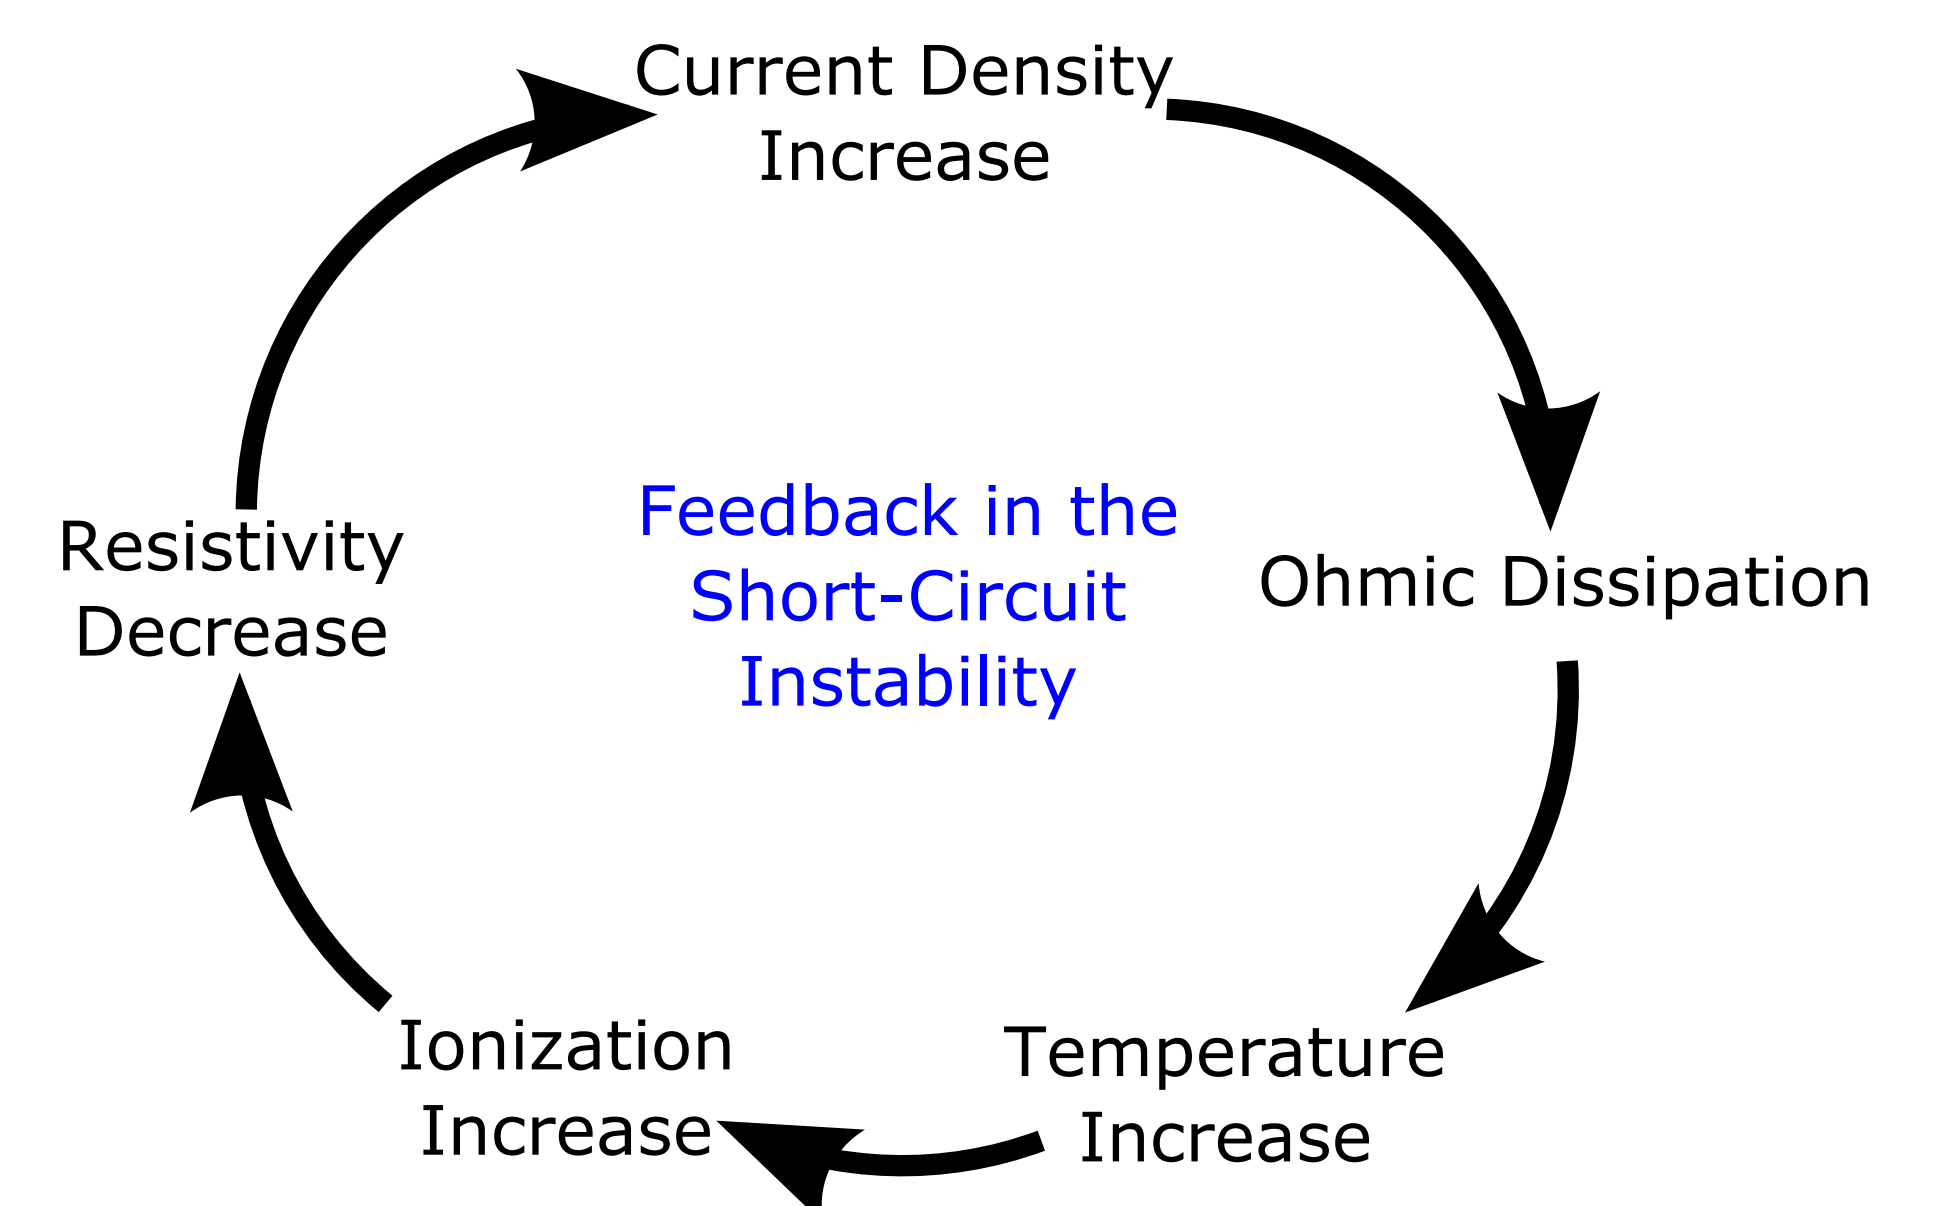 Current Density
Increase
Ohmic Dissipation
Temperature
Increase
Ionization
Increase
Resistivity
Decrease
Feedback in the
Short-Circuit
Instability